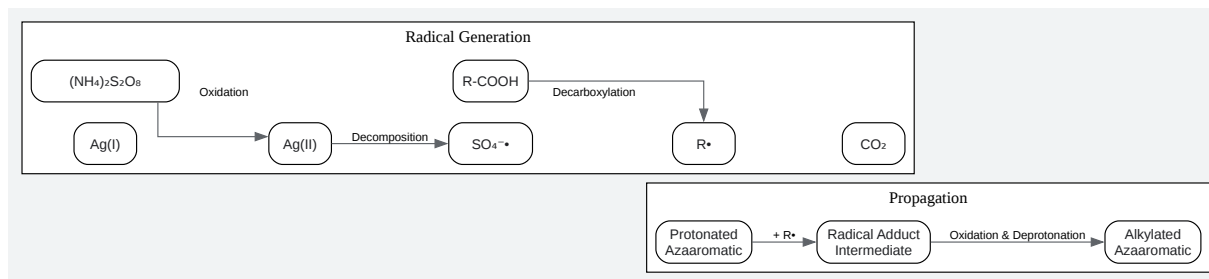 Radical Generation
(NH₄)₂S₂O₈
R-COOH
Oxidation
Decarboxylation
Ag(I)
Ag(II)
Decomposition
SO₄⁻•
R•
CO₂
Propagation
Protonated
Azaaromatic
+ R•
Radical Adduct
Intermediate
Oxidation & Deprotonation
Alkylated
Azaaromatic